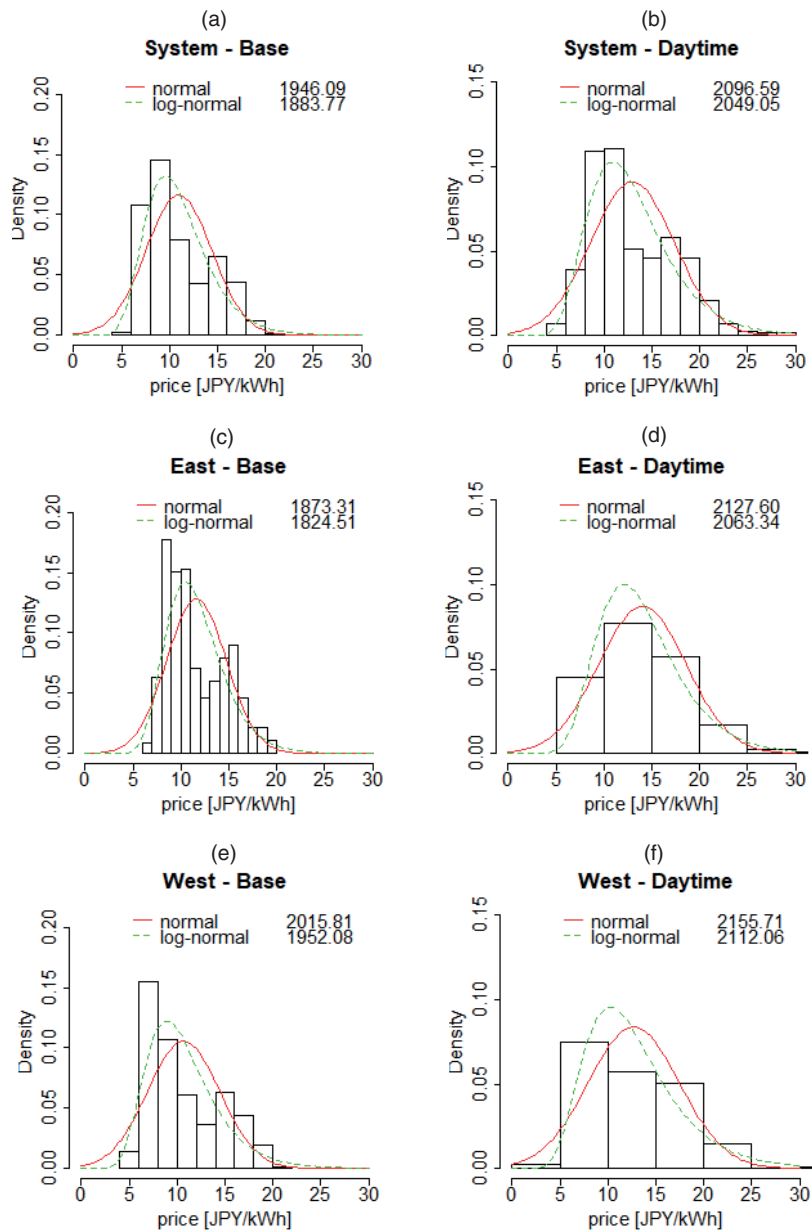 (a)
System - Base
normal 1946.09
log-normal 1883.77
0.20
0.15
0.10
0.05
0.00
Density
0 5 10 15 20 25 30
price [JPY/kWh]
(b)
System - Daytime
normal 2096.59
log-normal 2049.05
0.15
0.10
0.05
0.00
Density
0 5 10 15 20 25 30
price [JPY/kWh]
(c)
East - Base
normal 1873.31
log-normal 1824.51
0.20
0.15
0.10
0.05
0.00
Density
0 5 10 15 20 25 30
price [JPY/kWh]
(d)
East - Daytime
normal 2127.60
log-normal 2063.34
0.15
0.10
0.05
0.00
Density
0 5 10 15 20 25 30
price [JPY/kWh]
(e)
West - Base
normal 2015.81
log-normal 1952.08
0.20
0.15
0.10
0.05
0.00
Density
0 5 10 15 20 25 30
price [JPY/kWh]
(f)
West - Daytime
normal 2155.71
log-normal 2112.06
0.15
0.10
0.05
0.00
Density
0 5 10 15 20 25 30
price [JPY/kWh]